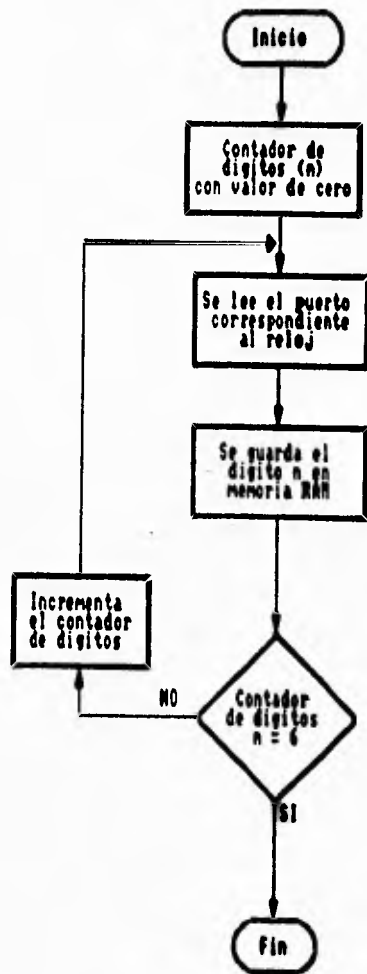 Inicio
Contador de
digitos (n)
con valor de cero
Se lee el puerto
correspondiente
al reloj
Se guarda el
digito n en
memoria RAM
Incrementa
el contador
de digitos
NO
Contador
de digitos
n = 6
SI
Fin